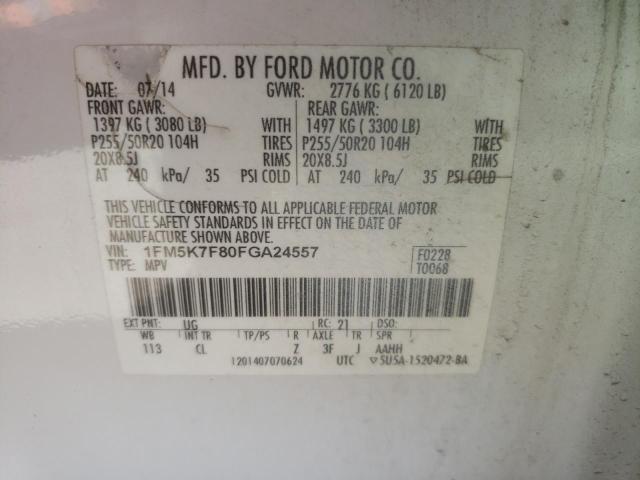 MFD. BY FORD MOTOR CO.
DATE: 07/14 GVWR: 2776 KG (6120 LB)
FRONT GAWR: REAR GAWR:
1397 KG (3080 LB) WITH 1497 KG (3300 LB) WITH
P255/50R20 104H TIRES P255/50R20 104H TIRES
20X8.5J RIMS 20X8.5J RIMS
AT 240 kPa/ 35 PSI COLD AT 240 kPa/ 35 PSI COLD
THIS VEHICLE CONFORMS TO ALL APPLICABLE FEDERAL MOTOR
VEHICLE SAFETY STANDARDS IN EFFECT ON THE DATE OF
MANUFACTURE SHOWN ABOVE.
VIN: 1FM5K7F80FGA24557 F0228
TYPE: MPV T0068
EXT PNT: UG RC: 21 DSO:
WB INT TR TP/PS R AXLE TR SPR
113 CL Z 3F J AAHH
1201407070624 UTC ▽5U5A-1520472-BA